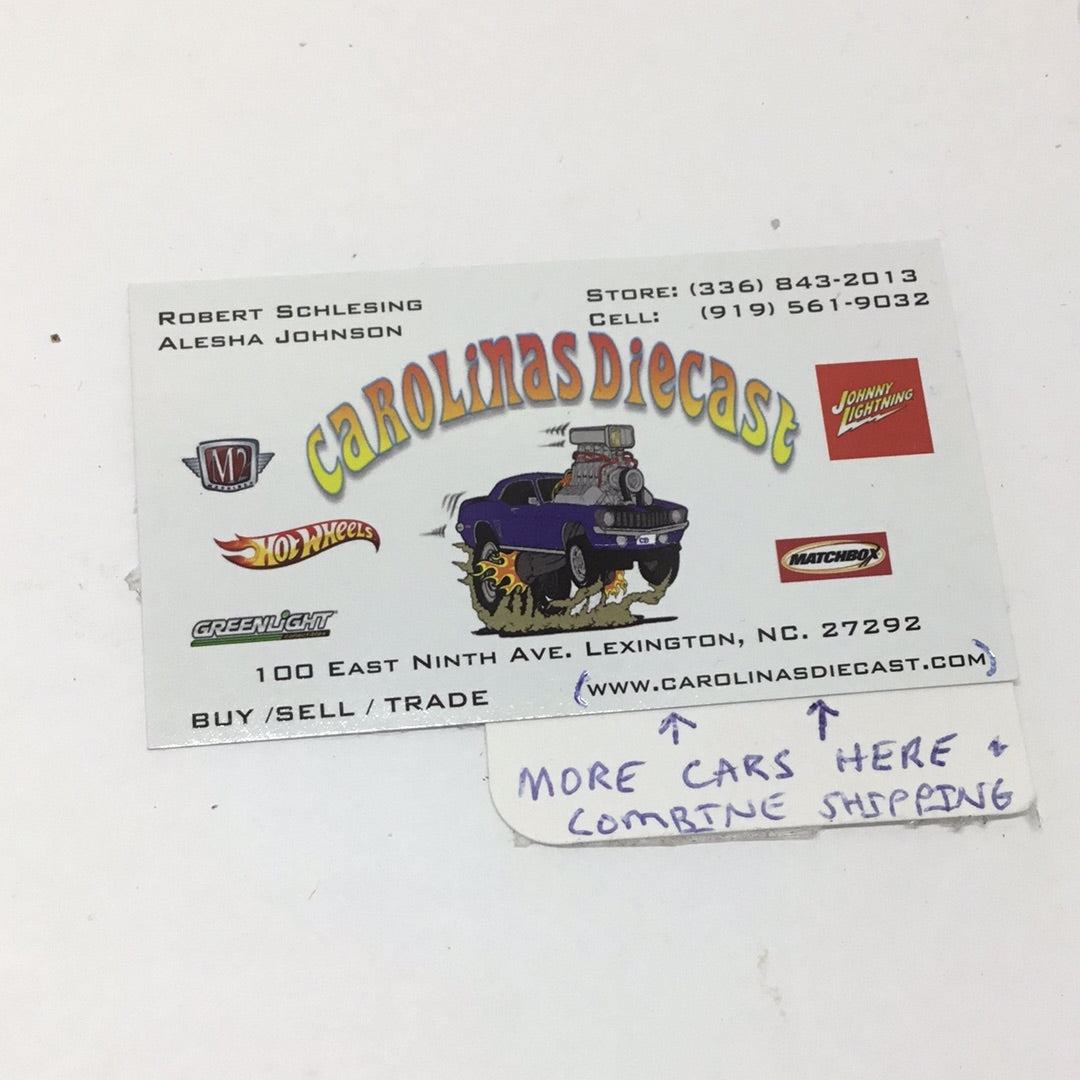 ROBERT SCHLESING
ALESHA JOHNSON
STORE: (336) 843-2013
CELL: (919) 561-9032
CAROLINAS DIECAST
JOHNNY
LIGHTNING
M2
MACHINES
HOT WHEELS
MATCHBOX
GREENLIGHT
collectibles
100 EAST NINTH AVE. LEXINGTON, NC. 27292
BUY /SELL / TRADE
(WWW.CAROLINASDIECAST.COM)
MORE CARS HERE &
COMBINE SHIPPING